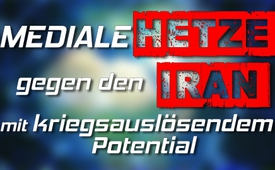 MEDIALE HETZE
gegen den IRAN
mit kriegsauslösendem
Potential